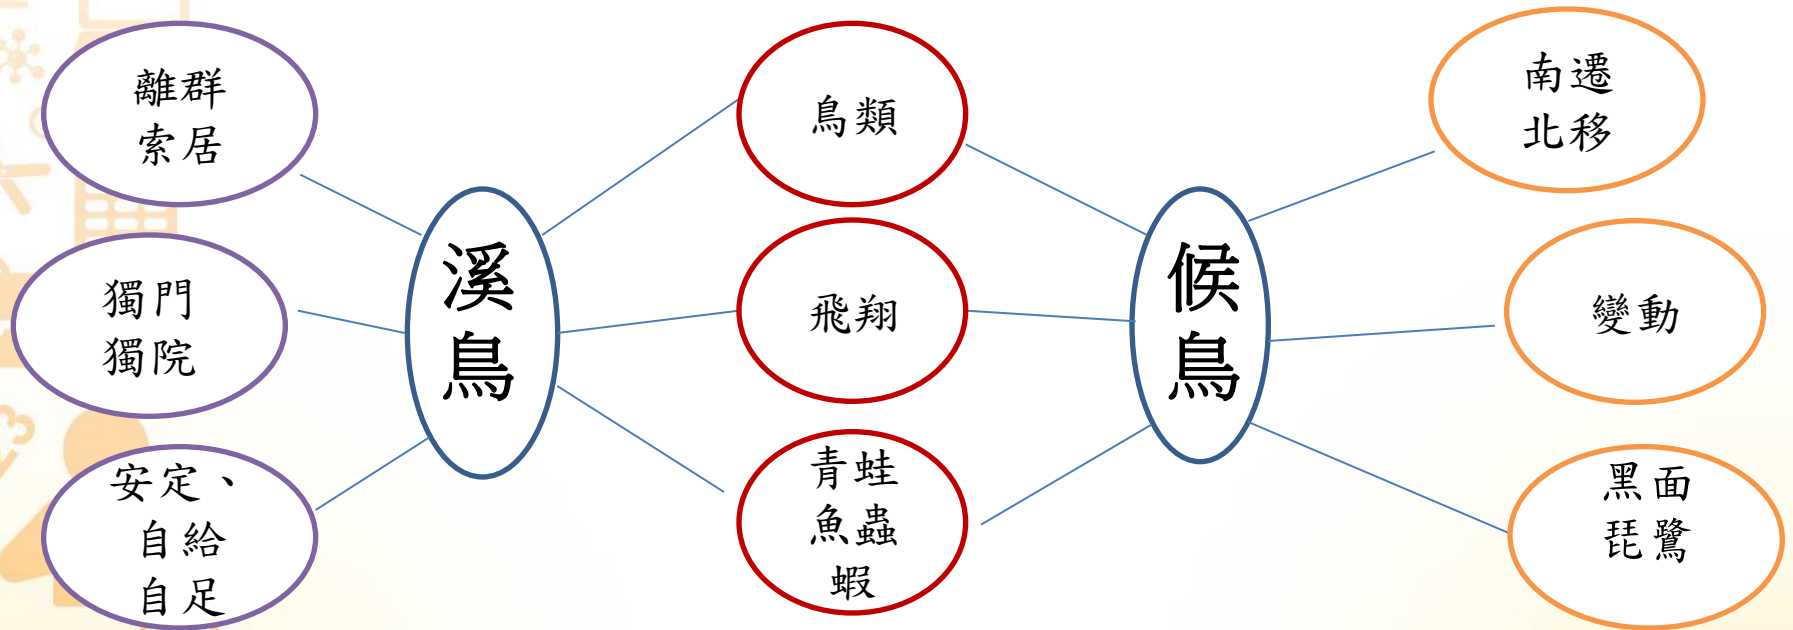 離群
索居
獨門
獨院
安定、
自給
自足
溪
鳥
鳥類
飛翔
青蛙
魚蟲
蝦
候
鳥
南遷
北移
變動
黑面
琵鷺